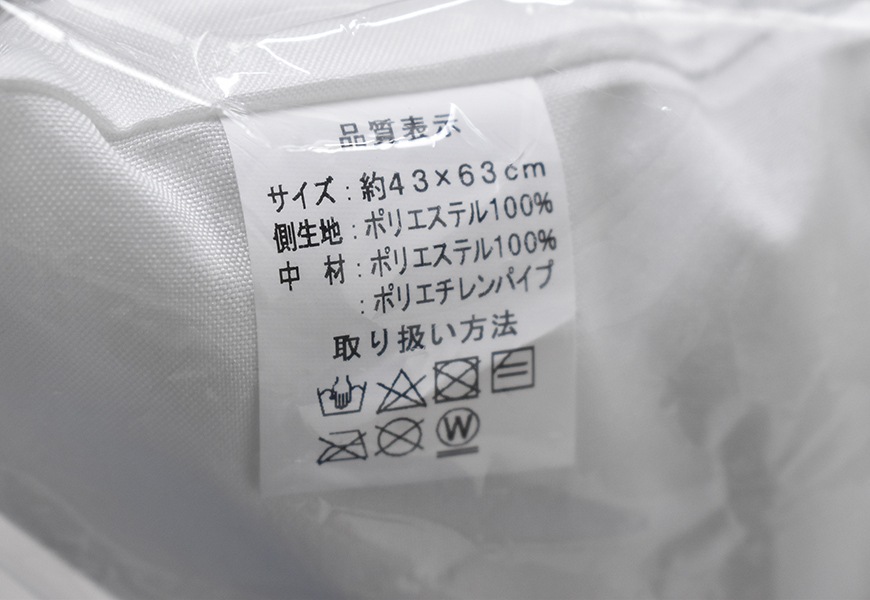 品質表示
サイズ：約43×63cm
側生地：ポリエステル100%
中　材：ポリエステル100%
：ポリエチレンパイプ
取り扱い方法
W